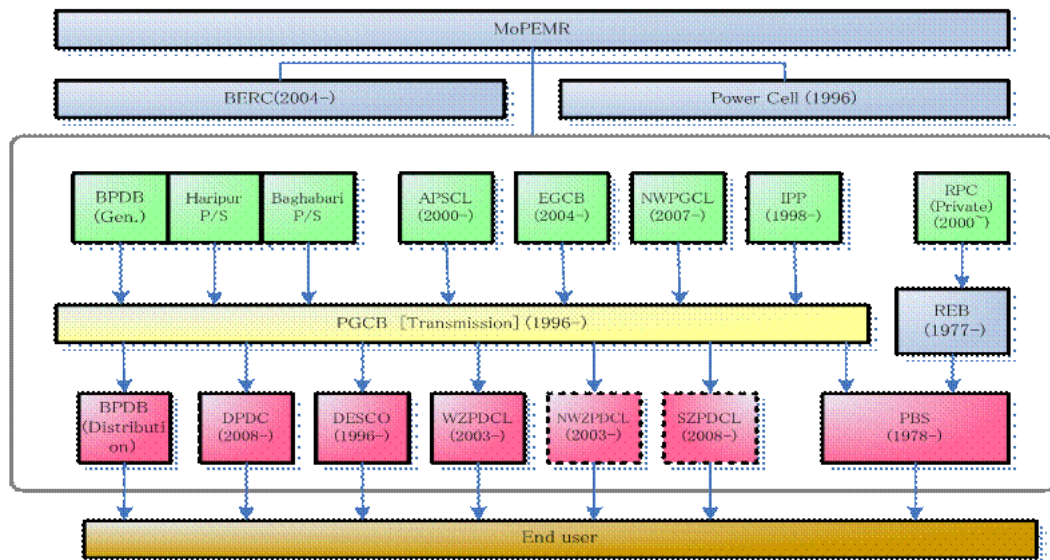 MoPEMR
BERC(2004-)
Power Cell (1996)
BPDB
(Gen.)
Haripur
P/S
Baghabari
P/S
APSCL
(2000-)
EGCB
(2004-)
NWPGCL
(2007-)
IPP
(1998-)
RPC
(Private)
(2000~)
PGCB [Transmission] (1996-)
REB
(1977-)
BPDB
(Distributi
on)
DPDC
(2008-)
DESCO
(1996-)
WZPDCL
(2003-)
NWZPDCL
(2003-)
SZPDCL
(2008-)
PBS
(1978-)
End user